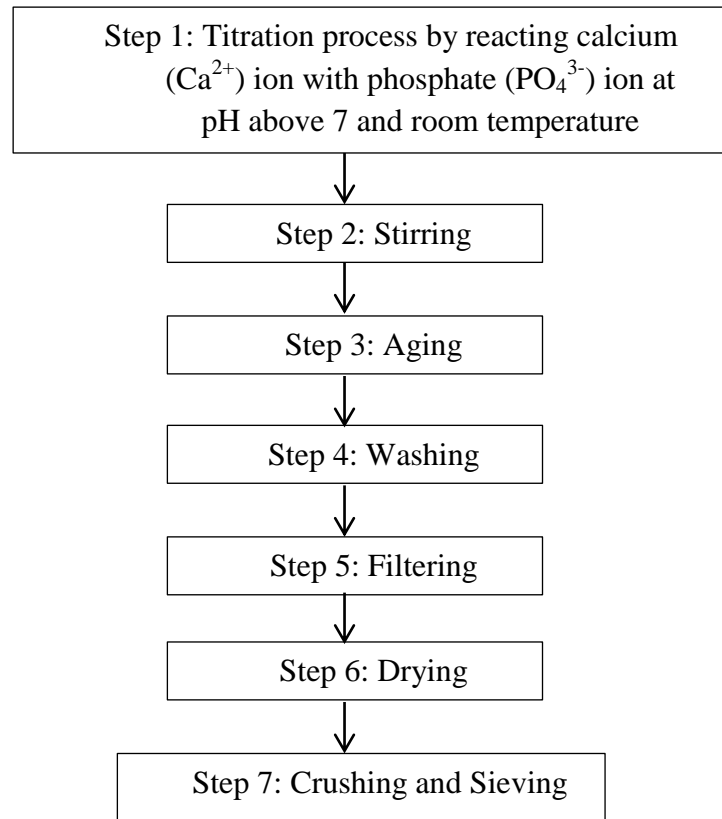 Step 1: Titration process by reacting calcium
(Ca²⁺) ion with phosphate (PO₄³⁻) ion at
pH above 7 and room temperature
Step 2: Stirring
Step 3: Aging
Step 4: Washing
Step 5: Filtering
Step 6: Drying
Step 7: Crushing and Sieving